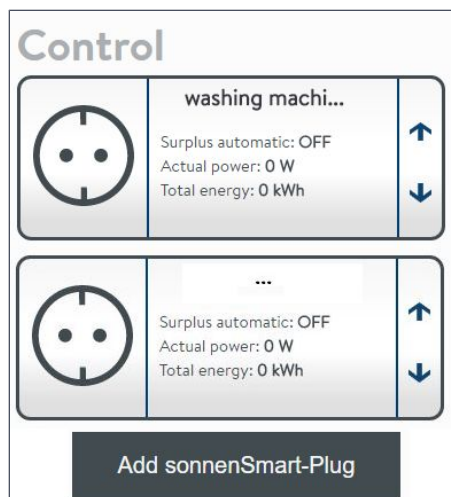 Control
washing machi...
Surplus automatic: OFF
Actual power: 0 W
Total energy: 0 kWh
...
Surplus automatic: OFF
Actual power: 0 W
Total energy: 0 kWh
Add sonnenSmart-Plug